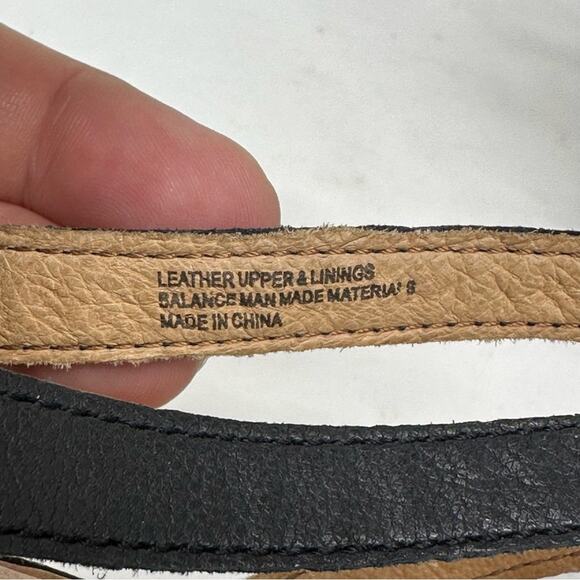 LEATHER UPPER & LININGS
BALANCE MAN MADE MATERIALS
MADE IN CHINA